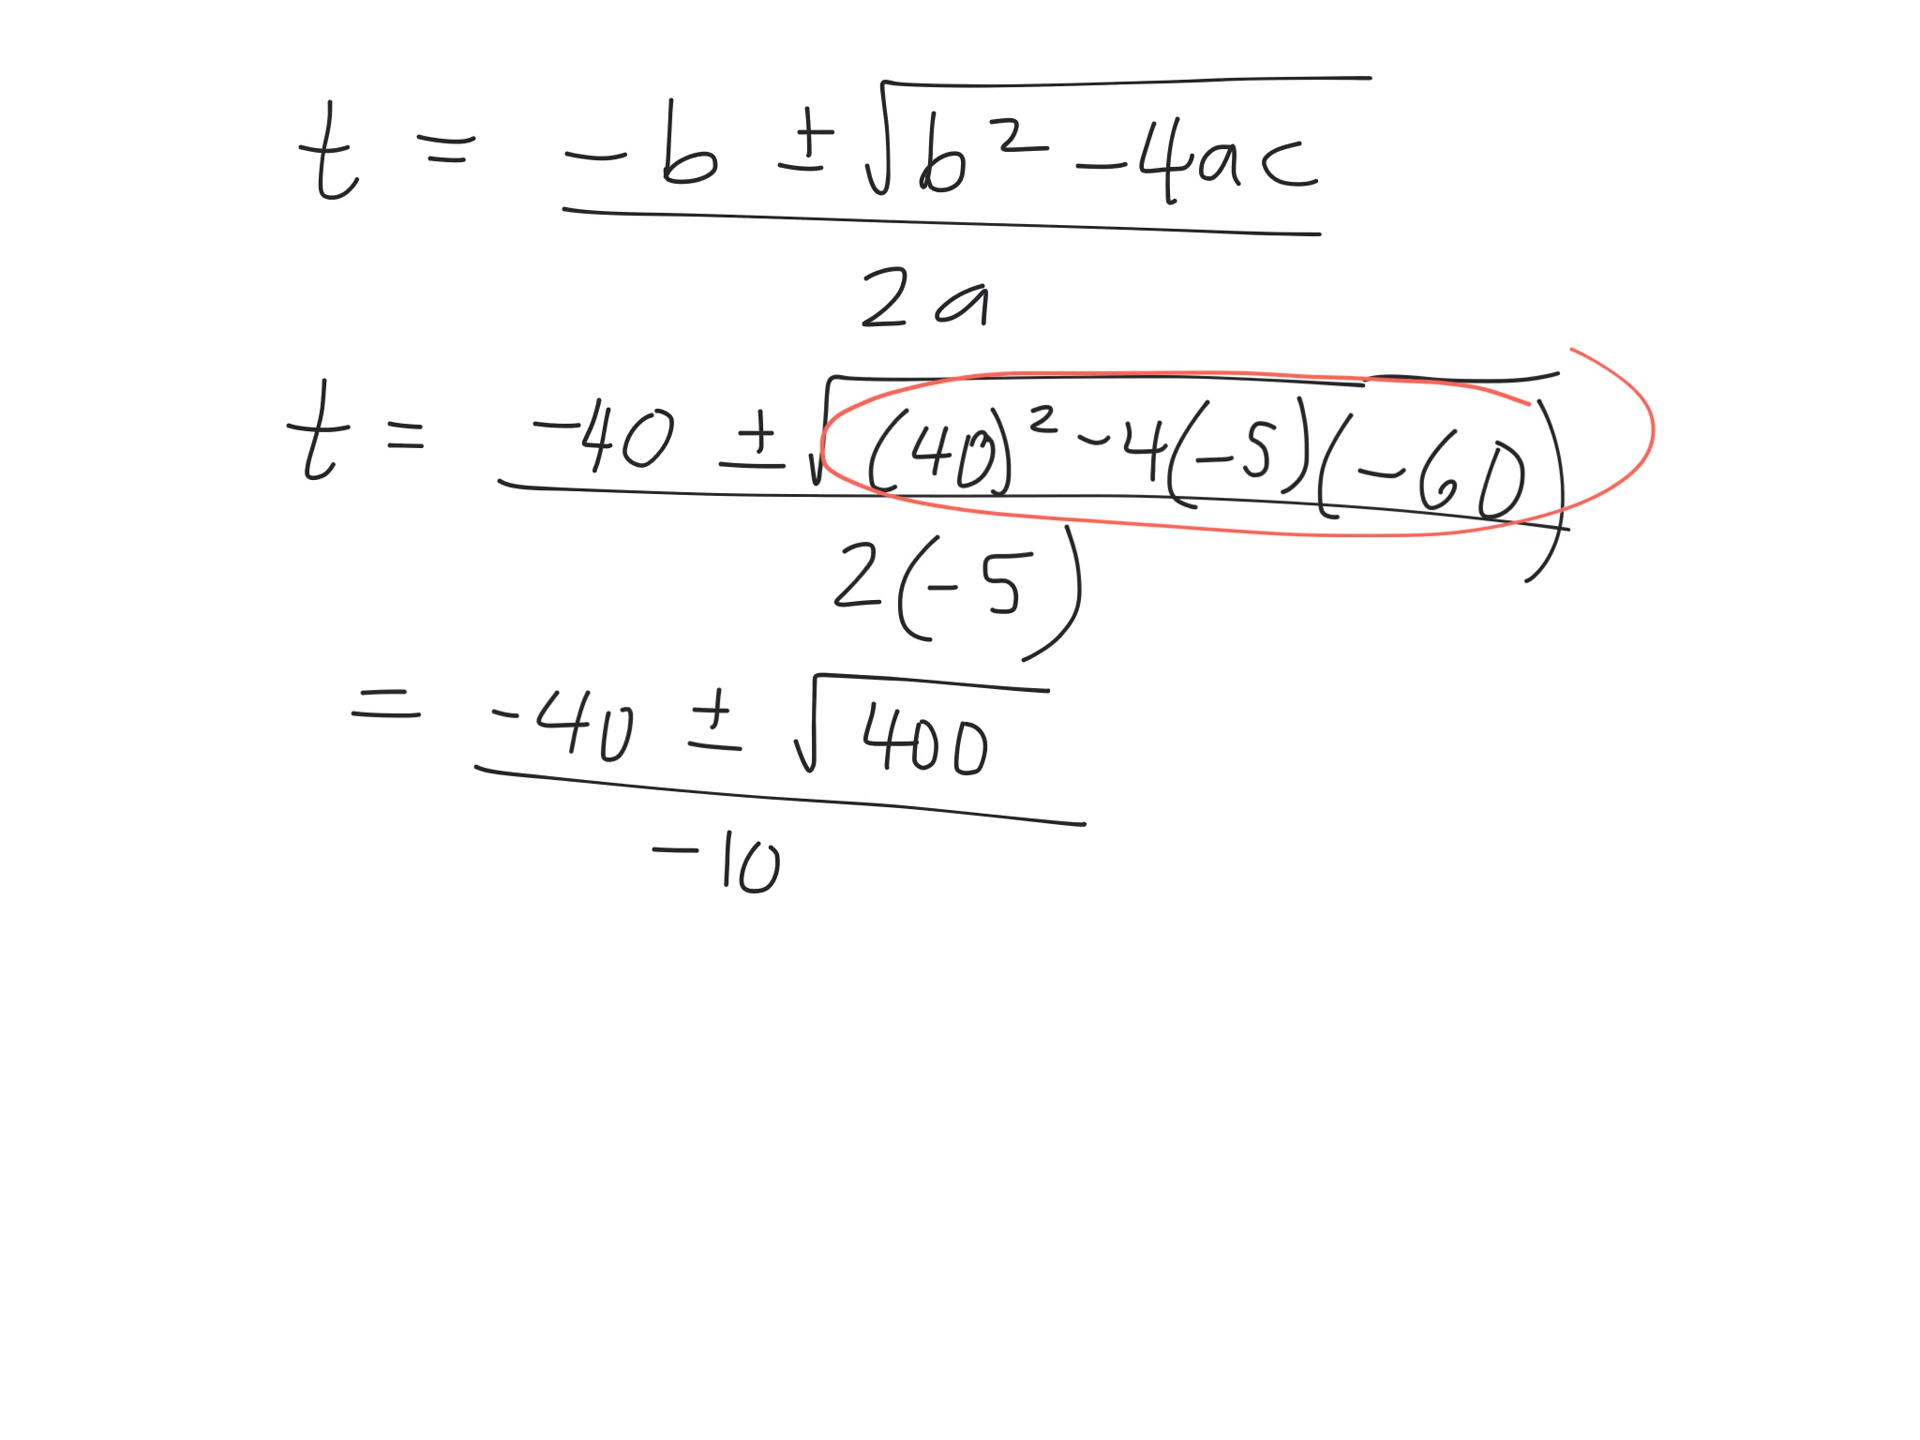 t = -b ± √b² - 4ac
2a
t = -40 ± √(40)² - 4(-5)(-60)
2(-5)
= -40 ± √400
-10